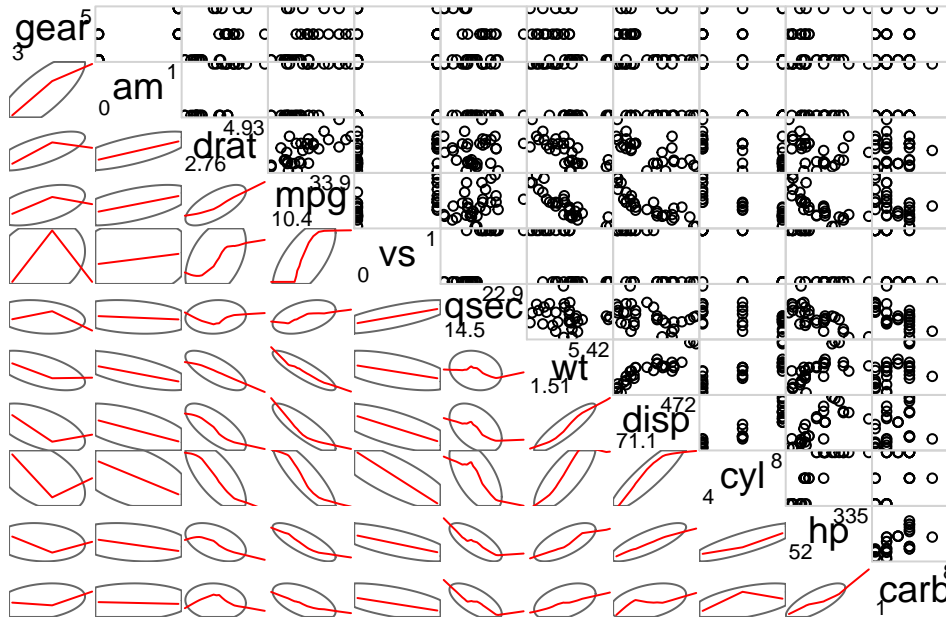 gear 5
3
am 1
0
drat 4.93
2.76
mpg 33.9
10.4
vs 1
0
qsec 22.9
14.5
wt 5.42
1.51
disp 472
71.1
cyl 8
4
hp 335
52
carb 8
1